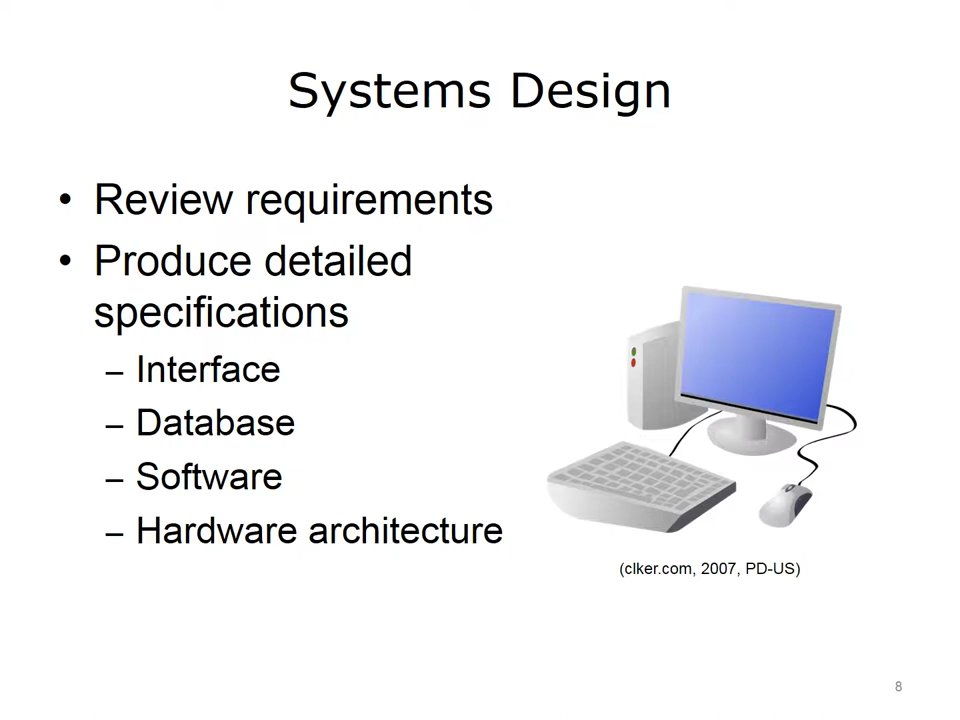 Systems Design
• Review requirements
• Produce detailed
specifications
– Interface
– Database
– Software
– Hardware architecture
(clker.com, 2007, PD-US)
8